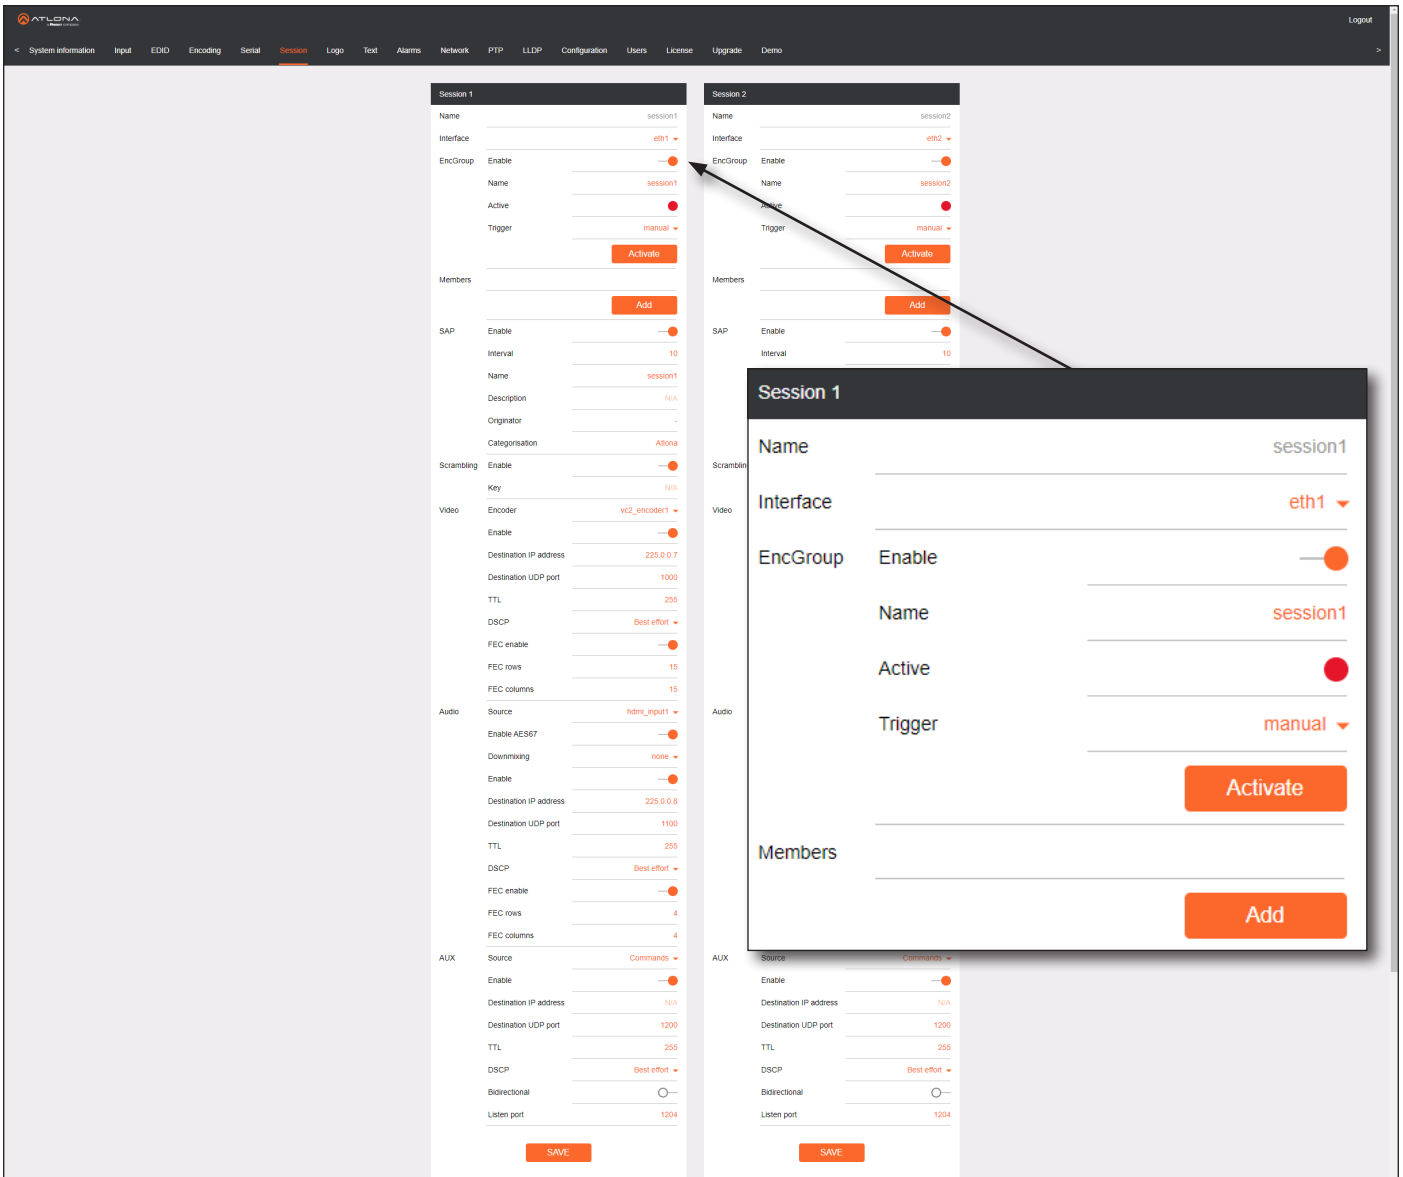 ATLONA
Logout
< System information Input EDID Encoding Serial Session Logo Text Alarms Network PTP LLDP Configuration Users License Upgrade Demo >
Session 1
Name session1
Interface eth1
EncGroup Enable
Name session1
Active
Trigger manual
Activate
Members
Add
SAP Enable
Interval 10
Name session1
Description N/A
Originator -
Categorisation Atlona
Scrambling Enable
Key N/A
Video Encoder vc2_encoder1
Enable
Destination IP address 225.0.0.7
Destination UDP port 1000
TTL 255
DSCP Best effort
FEC enable
FEC rows 15
FEC columns 15
Audio Source hdmi_input1
Enable AES67
Downmixing none
Enable
Destination IP address 225.0.0.8
Destination UDP port 1100
TTL 255
DSCP Best effort
FEC enable
FEC rows 4
FEC columns 4
AUX Source Commands
Enable
Destination IP address N/A
Destination UDP port 1200
TTL 255
DSCP Best effort
Bidirectional
Listen port 1204
SAVE
Session 2
Name session2
Interface eth2
EncGroup Enable
Name session2
Active
Trigger manual
Activate
Members
Add
SAP Enable
Interval 10
Scramblin
Video
Audio
AUX Source Commands
Enable
Destination IP address N/A
Destination UDP port 1200
TTL 255
DSCP Best effort
Bidirectional
Listen port 1204
SAVE
Session 1
Name session1
Interface eth1
EncGroup Enable
Name session1
Active
Trigger manual
Activate
Members
Add